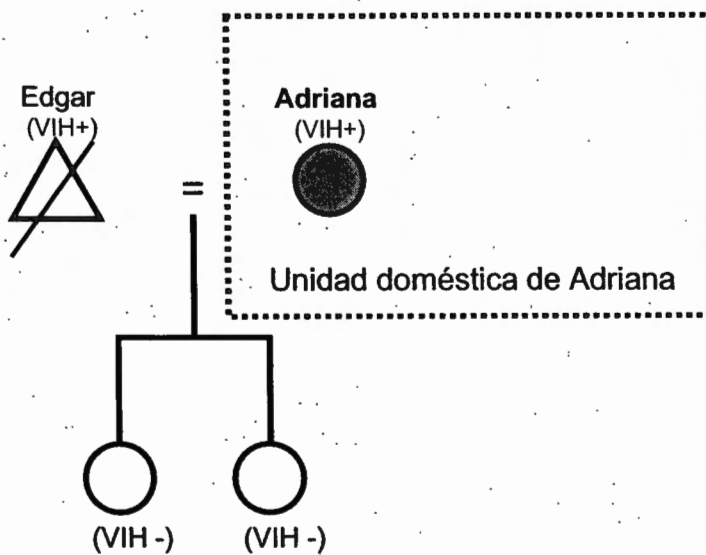 Edgar
(VIH+)
Adriana
(VIH+)
=
Unidad doméstica de Adriana
(VIH -)
(VIH -)